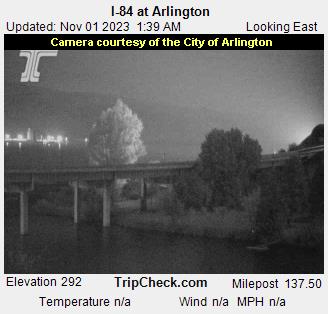 I-84 at Arlington
Updated: Nov 01 2023 1:39 AM Looking East
Camera courtesy of the City of Arlington
Elevation 292 TripCheck.com Milepost 137.50
Temperature n/a Wind n/a MPH n/a